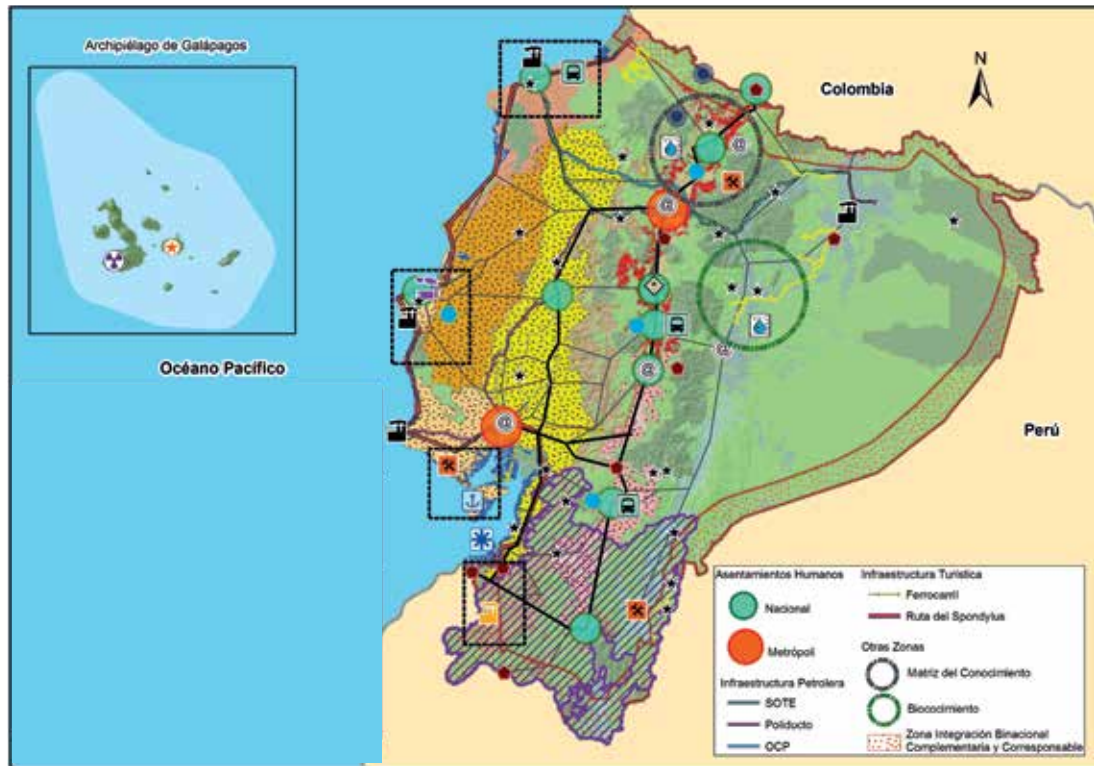 Archipiélago de Galápagos
N
Colombia
Océano Pacífico
Perú
@
@
@
@
@
Asentamientos Humanos
Nacional
Metrópoli
Infraestructura Petrolera
SOTE
Poliducto
OCP
Infraestructura Turística
Ferrocarril
Ruta del Spondylus
Otras Zonas
Matriz del Conocimiento
Biococimiento
Zona Integración Binacional
Complementaria y Corresponsable